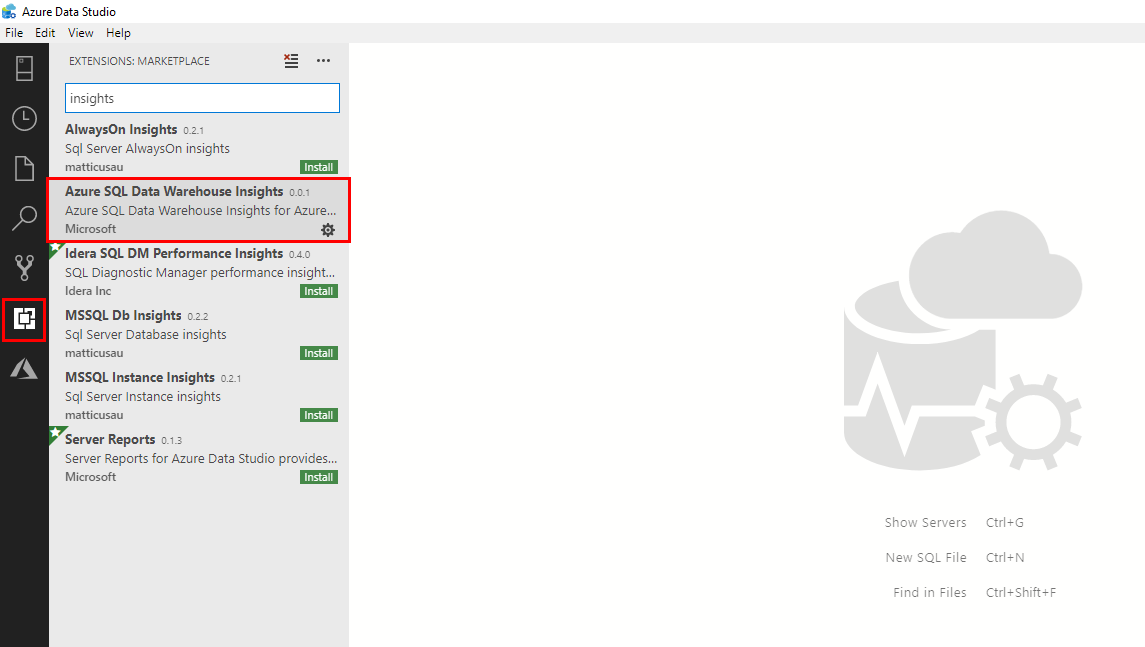 Azure Data Studio
File Edit View Help
EXTENSIONS: MARKETPLACE
insights
AlwaysOn Insights 0.2.1
Sql Server AlwaysOn insights
matticusau Install
Azure SQL Data Warehouse Insights 0.0.1
Azure SQL Data Warehouse Insights for Azure...
Microsoft
Idera SQL DM Performance Insights 0.4.0
SQL Diagnostic Manager performance insight...
Idera Inc Install
MSSQL Db Insights 0.2.2
Sql Server Database insights
matticusau Install
MSSQL Instance Insights 0.2.1
Sql Server Instance insights
matticusau Install
Server Reports 0.1.3
Server Reports for Azure Data Studio provides...
Microsoft Install
Show Servers Ctrl+G
New SQL File Ctrl+N
Find in Files Ctrl+Shift+F